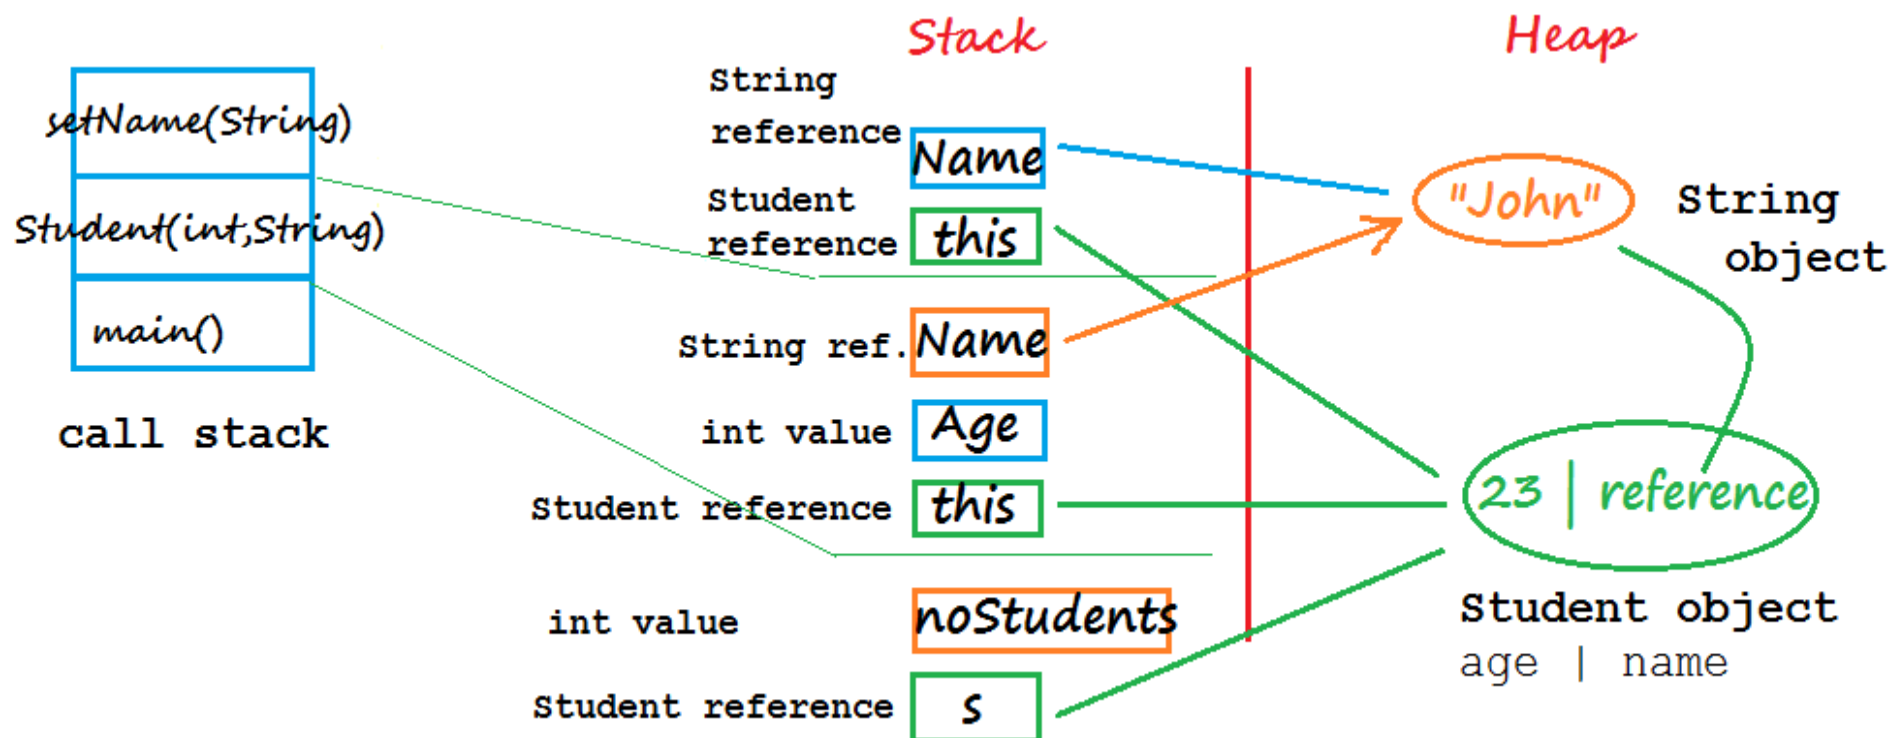 Stack
Heap
setName(String)
Student(int,String)
main()
call stack
String
reference
Name
Student
reference
this
String ref.
Name
int value
Age
Student reference
this
int value
noStudents
Student reference
s
"John"
String
object
23 | reference
Student object
age | name